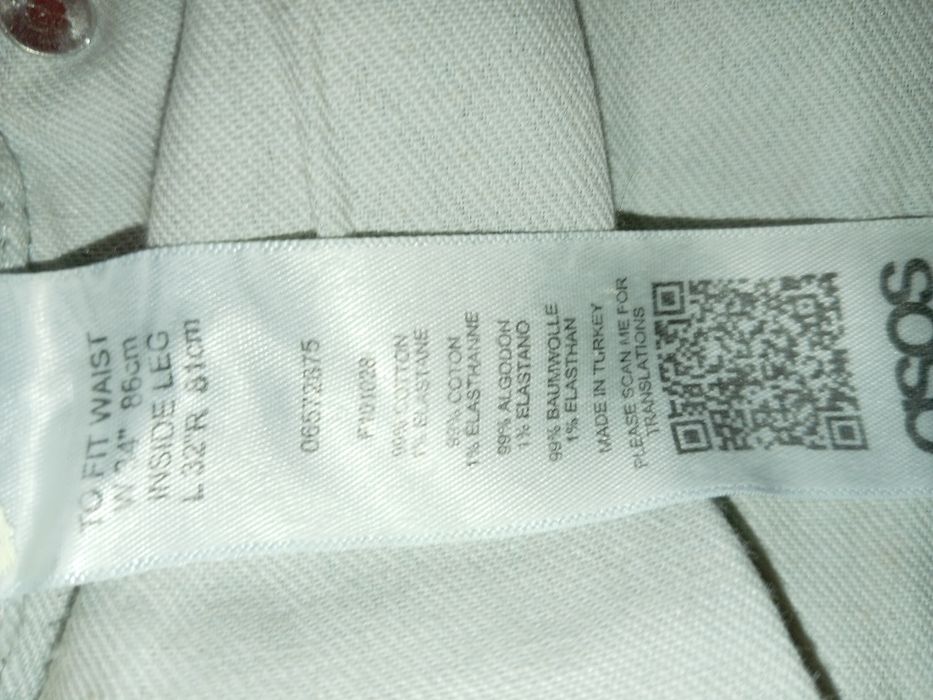 TO FIT WAIST
W 34" 86cm
INSIDE LEG
L 32"R 81cm
P101028
99% COTTON
1% ELASTANE
99% COTON
1% ELASTHANNE
99% ALGODON
1% ELASTANO
99% BAUMWOLLE
1% ELASTHAN
MADE IN TURKEY
PLEASE SCAN ME FOR
TRANSLATIONS
asos